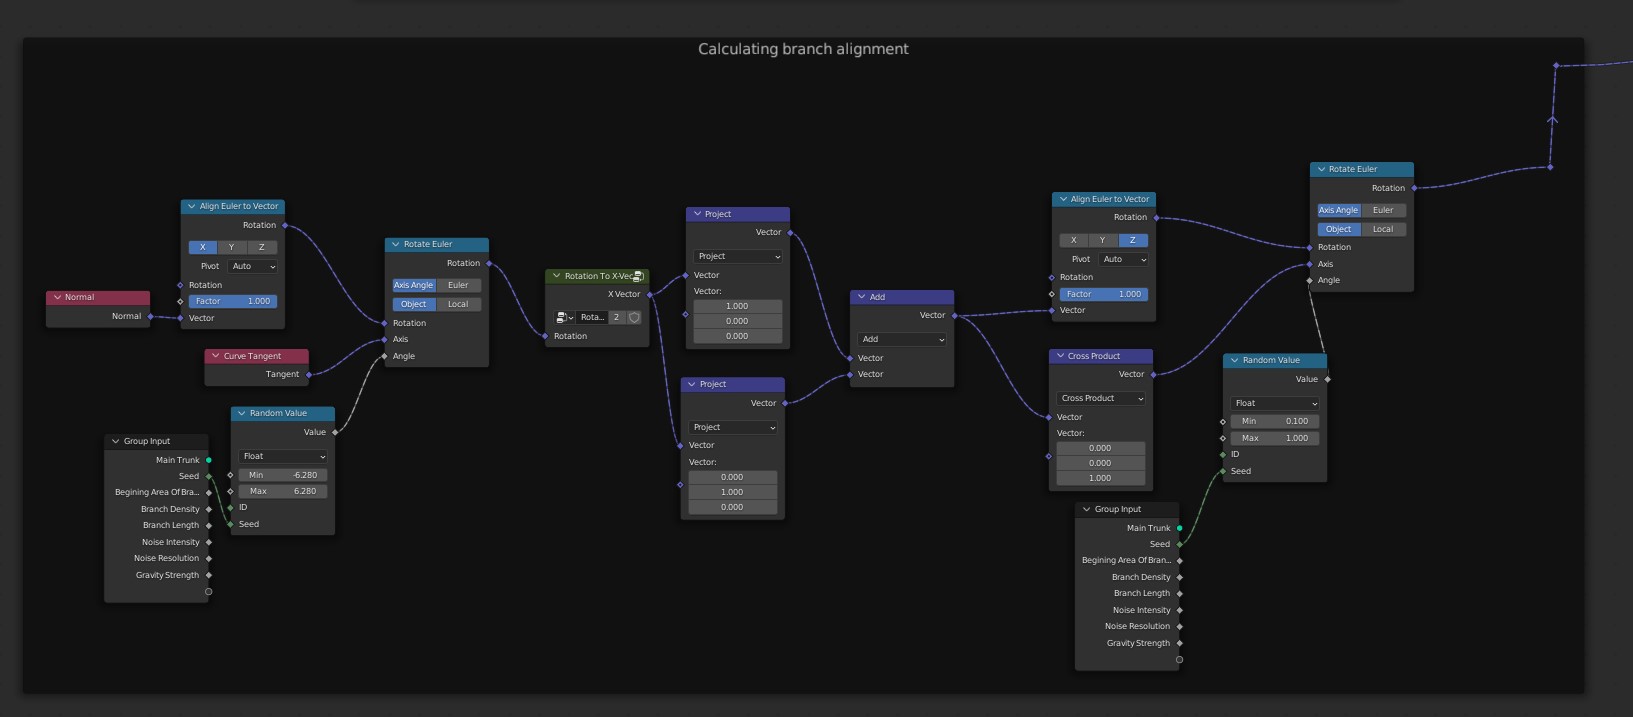 Calculating branch alignment
Normal
Normal
Align Euler to Vector
Rotation
X Y Z
Pivot Auto
Rotation
Factor 1.000
Vector
Curve Tangent
Tangent
Group Input
Main Trunk
Seed
Begining Area Of Bra...
Branch Density
Branch Length
Noise Intensity
Noise Resolution
Gravity Strength
Random Value
Value
Float
Min -6.280
Max 6.280
ID
Seed
Rotate Euler
Rotation
Axis Angle Euler
Object Local
Rotation
Axis
Angle
Rotation To X-Vec
X Vector
Rota... 2
Rotation
Project
Vector
Project
Vector
Vector:
1.000
0.000
0.000
Project
Vector
Project
Vector
Vector:
0.000
1.000
0.000
Add
Vector
Add
Vector
Vector
Align Euler to Vector
Rotation
X Y Z
Pivot Auto
Rotation
Factor 1.000
Vector
Cross Product
Vector
Cross Product
Vector
Vector:
0.000
0.000
1.000
Group Input
Main Trunk
Seed
Begining Area Of Bran...
Branch Density
Branch Length
Noise Intensity
Noise Resolution
Gravity Strength
Random Value
Value
Float
Min 0.100
Max 1.000
ID
Seed
Rotate Euler
Rotation
Axis Angle Euler
Object Local
Rotation
Axis
Angle